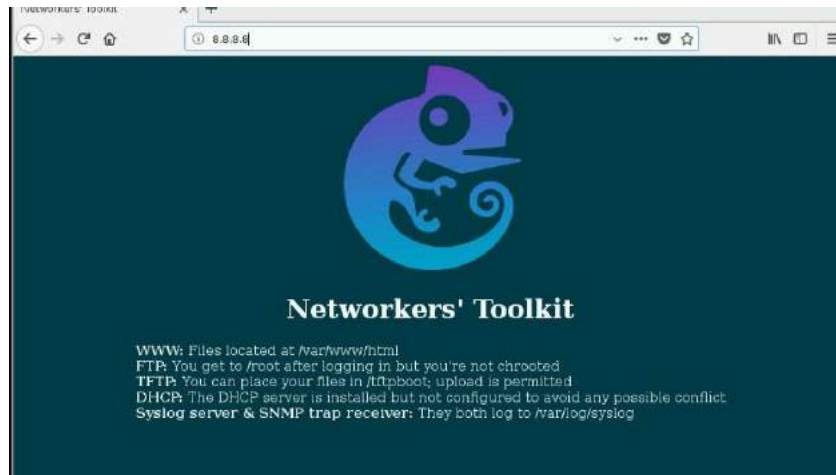 Networkers' Toolkit
8.8.8.8
Networkers' Toolkit
WWW: Files located at /var/www/html
FTP: You get to /root after logging in but you're not chrooted
TFTP: You can place your files in /tftpboot; upload is permitted
DHCP: The DHCP server is installed but not configured to avoid any possible conflict
Syslog server & SNMP trap receiver: They both log to /var/log/syslog